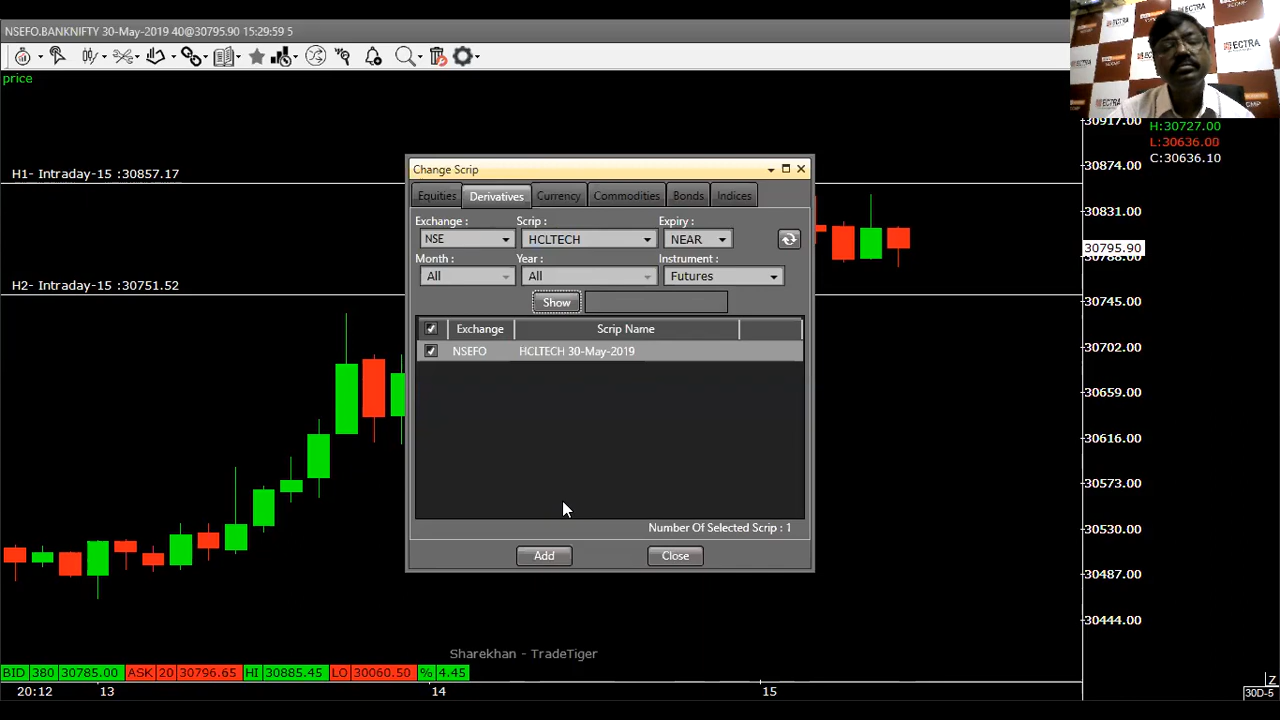 NSEFO.BANKNIFTY 30-May-2019 40@30795.90 15:29:59 5
price
ECTRA
H:30727.00
L:30636.00
C:30636.10
30917.00
30874.00
30831.00
30795.90
30745.00
30702.00
30659.00
30616.00
30573.00
30530.00
30487.00
30444.00
H1- Intraday-15 :30857.17
H2- Intraday-15 :30751.52
Change Scrip
Equities Derivatives Currency Commodities Bonds Indices
Exchange : Scrip : Expiry :
NSE HCLTECH NEAR
Month : Year : Instrument :
All All Futures
Show
Exchange Scrip Name
NSEFO HCLTECH 30-May-2019
Number Of Selected Scrip : 1
Add Close
Sharekhan - TradeTiger
BID 380 30785.00 ASK 20 30796.65 HI 30885.45 LO 30060.50 % 4.45
20:12 13 14 15
Z
30D-5